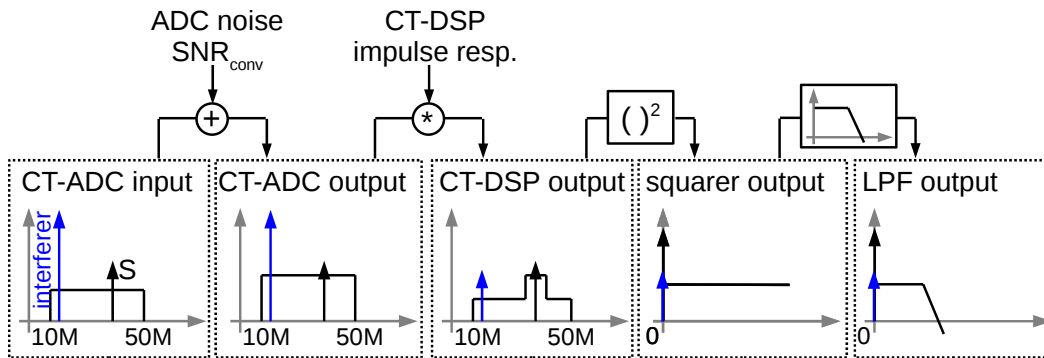 ADC noise
SNRconv
CT-DSP
impulse resp.
+
*
( )²
CT-ADC input
interferer
S
10M
50M
CT-ADC output
10M
50M
CT-DSP output
10M
50M
squarer output
0
LPF output
0